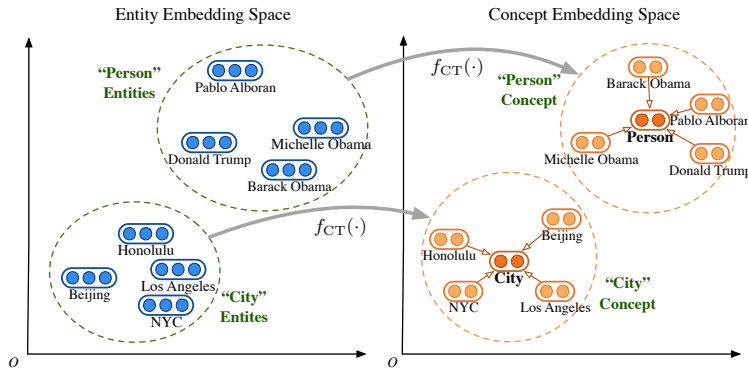 Entity Embedding Space
Concept Embedding Space
“Person”
Entities
Pablo Alboran
Michelle Obama
Donald Trump
Barack Obama
f_CT(·)
“Person”
Concept
Barack Obama
Pablo Alboran
Person
Michelle Obama
Donald Trump
f_CT(·)
Honolulu
Beijing
Los Angeles
NYC
“City”
Entites
Beijing
Honolulu
City
NYC
Los Angeles
“City”
Concept
O
O